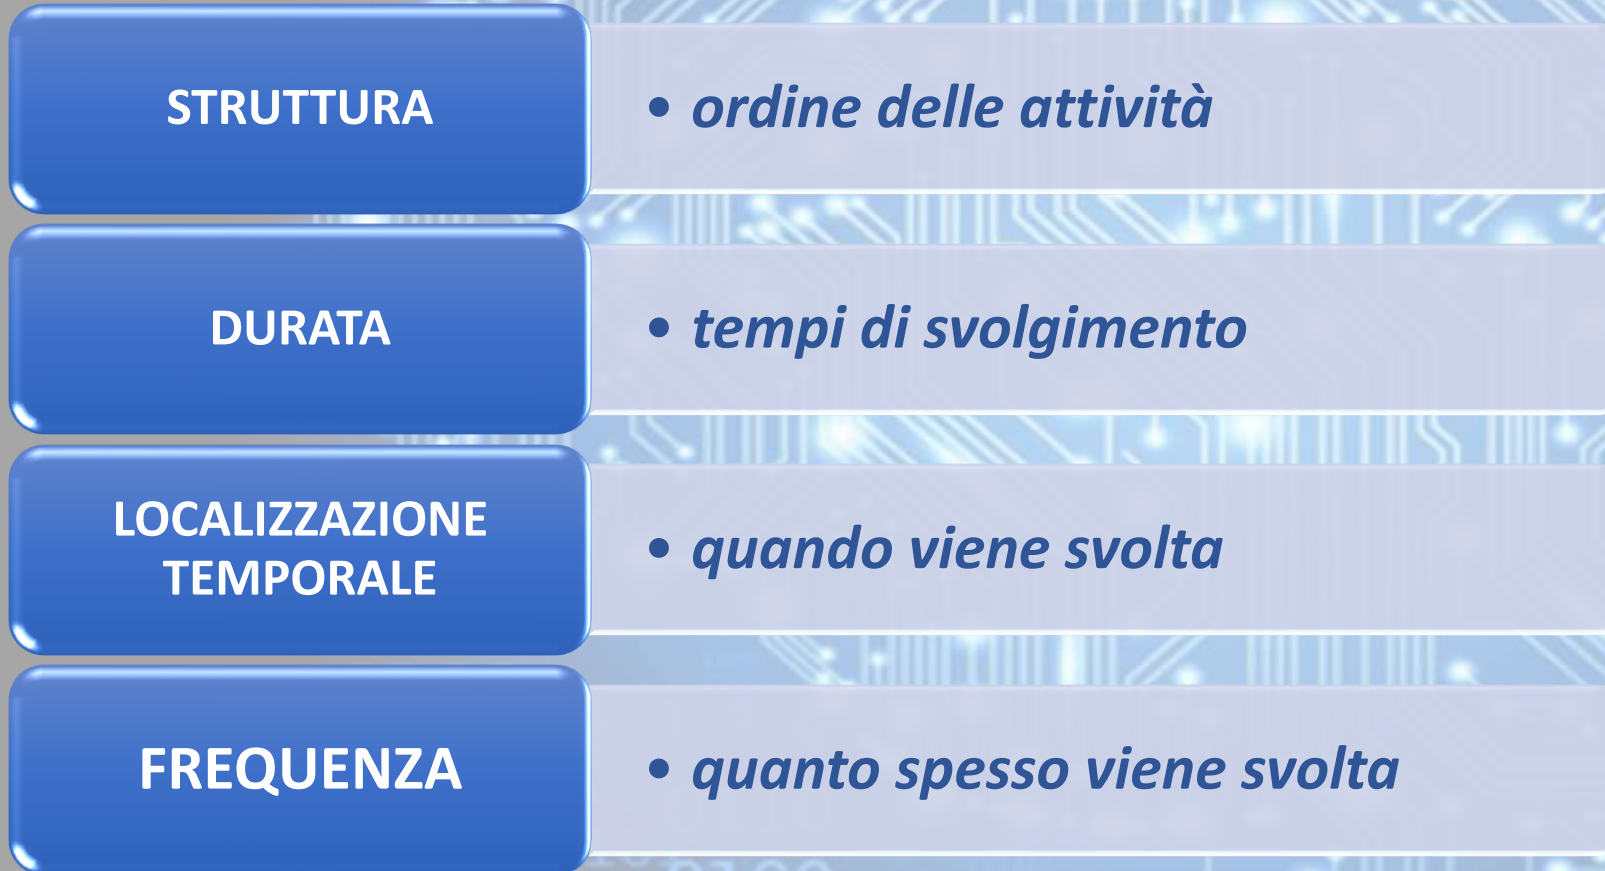 STRUTTURA
• ordine delle attività
DURATA
• tempi di svolgimento
LOCALIZZAZIONE
TEMPORALE
• quando viene svolta
FREQUENZA
• quanto spesso viene svolta